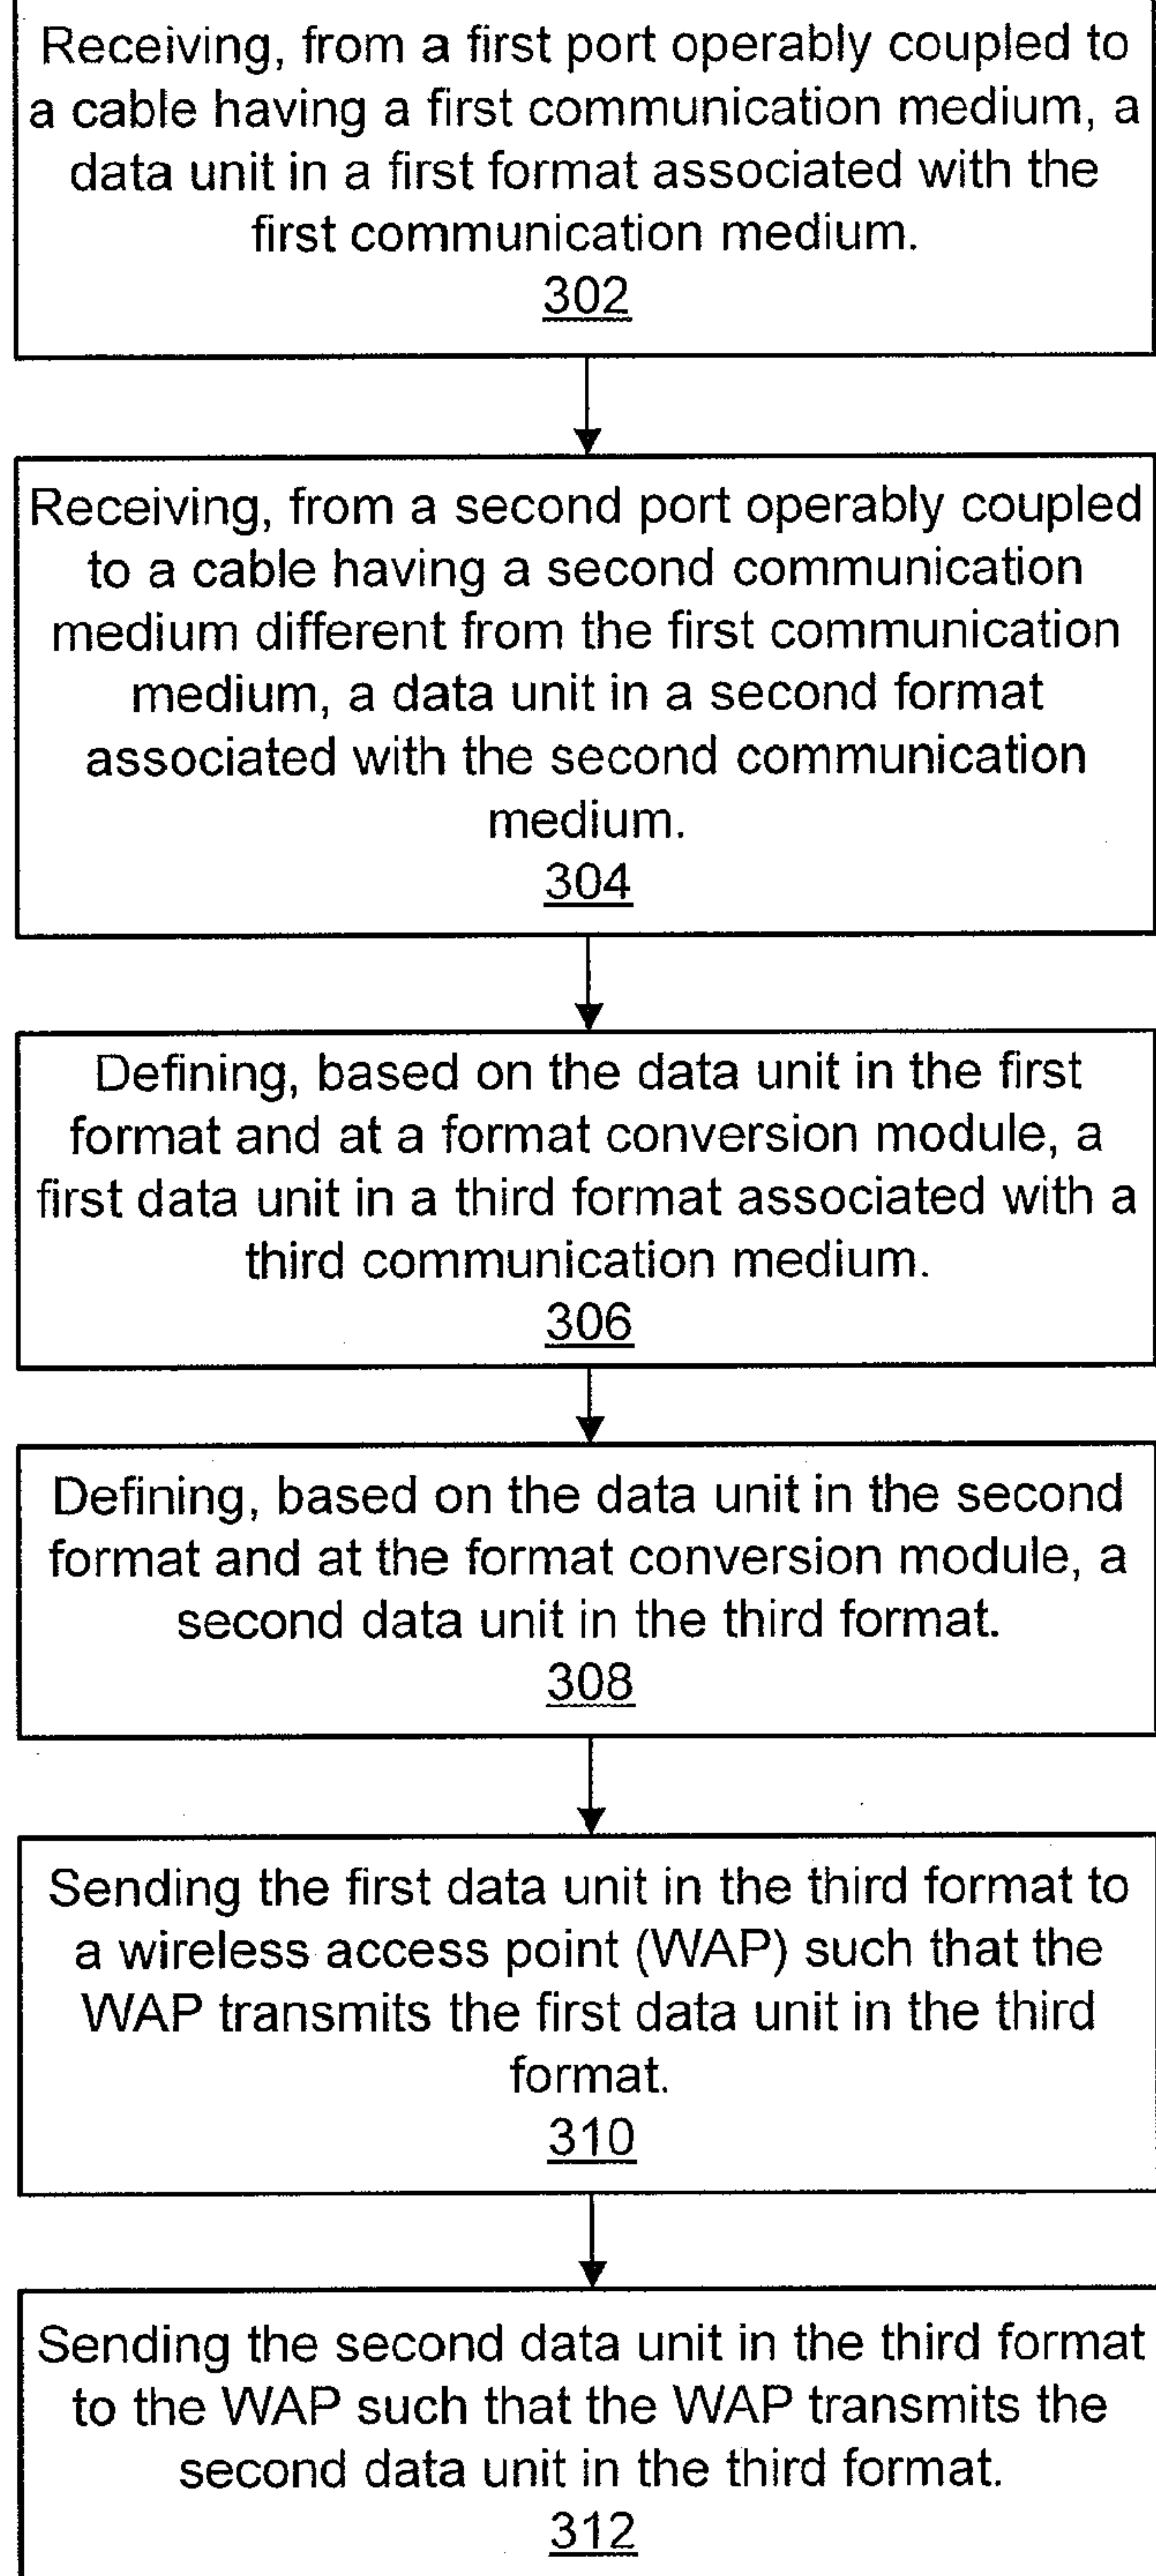 Receiving, from a first port operably coupled to
a cable having a first communication medium, a
data unit in a first format associated with the
first communication medium.
302
Receiving, from a second port operably coupled
to a cable having a second communication
medium different from the first communication
medium, a data unit in a second format
associated with the second communication
medium.
304
Defining, based on the data unit in the first
format and at a format conversion module, a
first data unit in a third format associated with a
third communication medium.
306
Defining, based on the data unit in the second
format and at the format conversion module, a
second data unit in the third format.
308
Sending the first data unit in the third format to
a wireless access point (WAP) such that the
WAP transmits the first data unit in the third
format.
310
Sending the second data unit in the third format
to the WAP such that the WAP transmits the
second data unit in the third format.
312